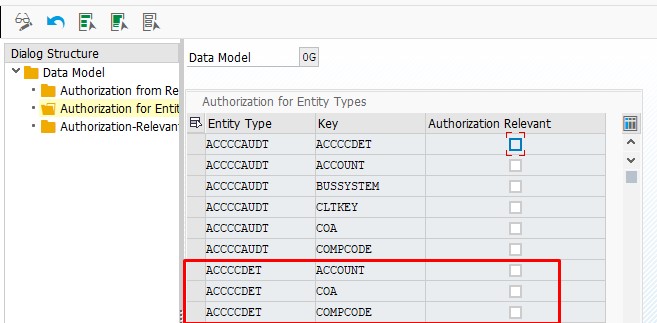 Dialog Structure
Data Model
Authorization from Re
Authorization for Entit
Authorization-Relevan
Data Model 0G
Authorization for Entity Types
Entity Type Key Authorization Relevant
ACCCCAUDT ACCCCDET
ACCCCAUDT ACCOUNT
ACCCCAUDT BUSSYSTEM
ACCCCAUDT CLTKEY
ACCCCAUDT COA
ACCCCAUDT COMPCODE
ACCCCDET ACCOUNT
ACCCCDET COA
ACCCCDET COMPCODE